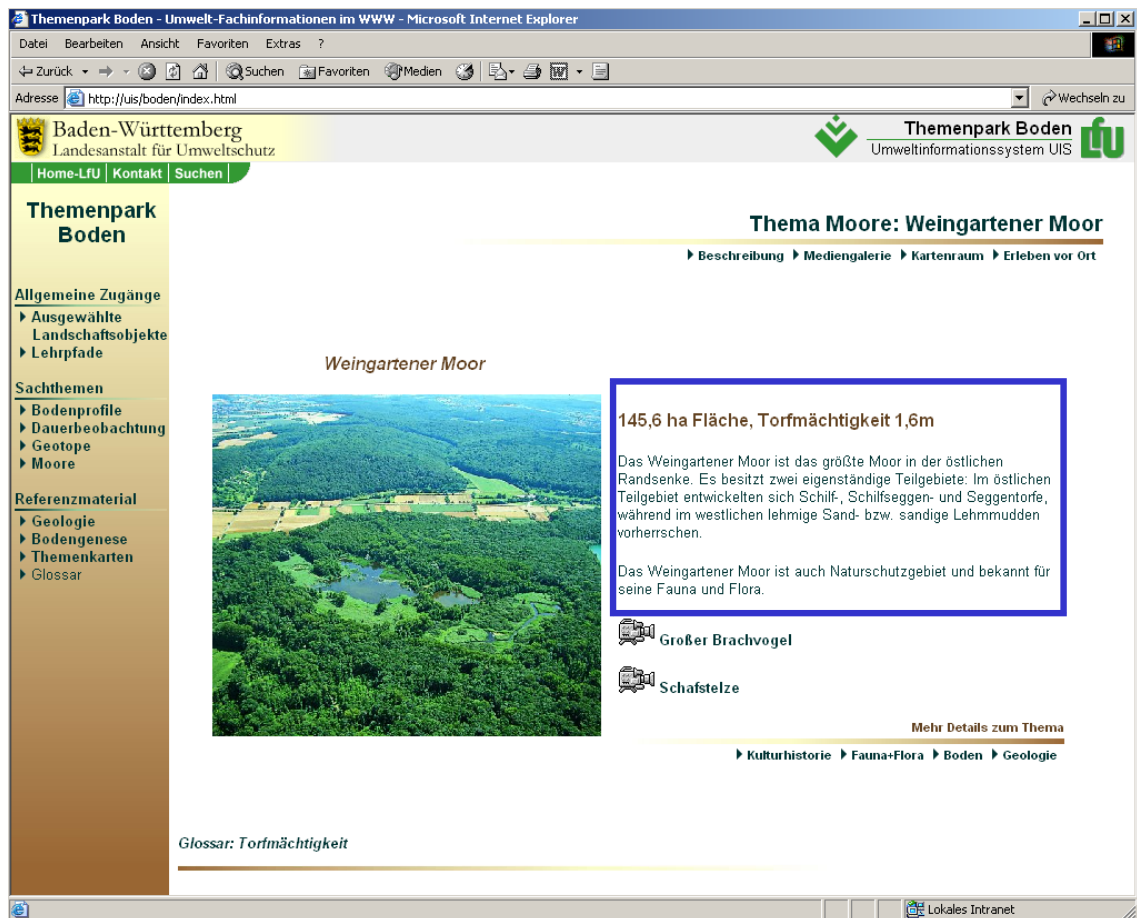 Themenpark Boden - Umwelt-Fachinformationen im WWW - Microsoft Internet Explorer
Datei Bearbeiten Ansicht Favoriten Extras ?
Zurück Suchen Favoriten Medien
Adresse http://uis/boden/index.html Wechseln zu
Baden-Württemberg
Landesanstalt für Umweltschutz
Themenpark Boden
Umweltinformationssystem UIS
lfu
Home-LfU Kontakt Suchen
Themenpark
Boden
Thema Moore: Weingartener Moor
Beschreibung Mediengalerie Kartenraum Erleben vor Ort
Allgemeine Zugänge
Ausgewählte
Landschaftsobjekte
Lehrpfade
Sachthemen
Bodenprofile
Dauerbeobachtung
Geotope
Moore
Referenzmaterial
Geologie
Bodengenese
Themenkarten
Glossar
Weingartener Moor
145,6 ha Fläche, Torfmächtigkeit 1,6m
Das Weingartener Moor ist das größte Moor in der östlichen
Randsenke. Es besitzt zwei eigenständige Teilgebiete: Im östlichen
Teilgebiet entwickelten sich Schilf-, Schilfseggen- und Seggentorfe,
während im westlichen lehmige Sand- bzw. sandige Lehmmudden
vorherrschen.
Das Weingartener Moor ist auch Naturschutzgebiet und bekannt für
seine Fauna und Flora.
Großer Brachvogel
Schafstelze
Mehr Details zum Thema
Kulturhistorie Fauna+Flora Boden Geologie
Glossar: Torfmächtigkeit
Lokales Intranet